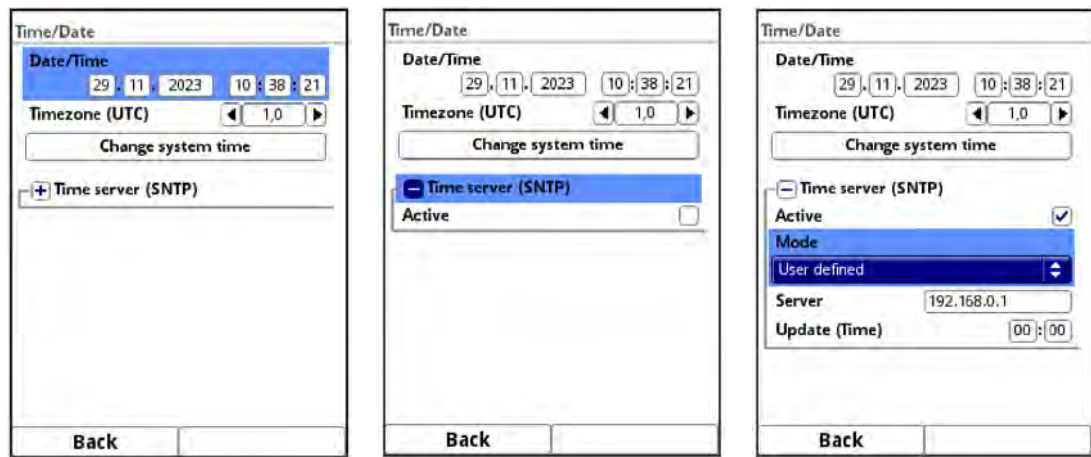 Time/Date
Date/Time
29. 11. 2023 10:38:21
Timezone (UTC) 1,0
Change system time
Time server (SNTP)
Back
Time/Date
Date/Time
29. 11. 2023 10:38:21
Timezone (UTC) 1,0
Change system time
Time server (SNTP)
Active
Back
Time/Date
Date/Time
29. 11. 2023 10:38:21
Timezone (UTC) 1,0
Change system time
Time server (SNTP)
Active
Mode
User defined
Server 192.168.0.1
Update (Time) 00:00
Back